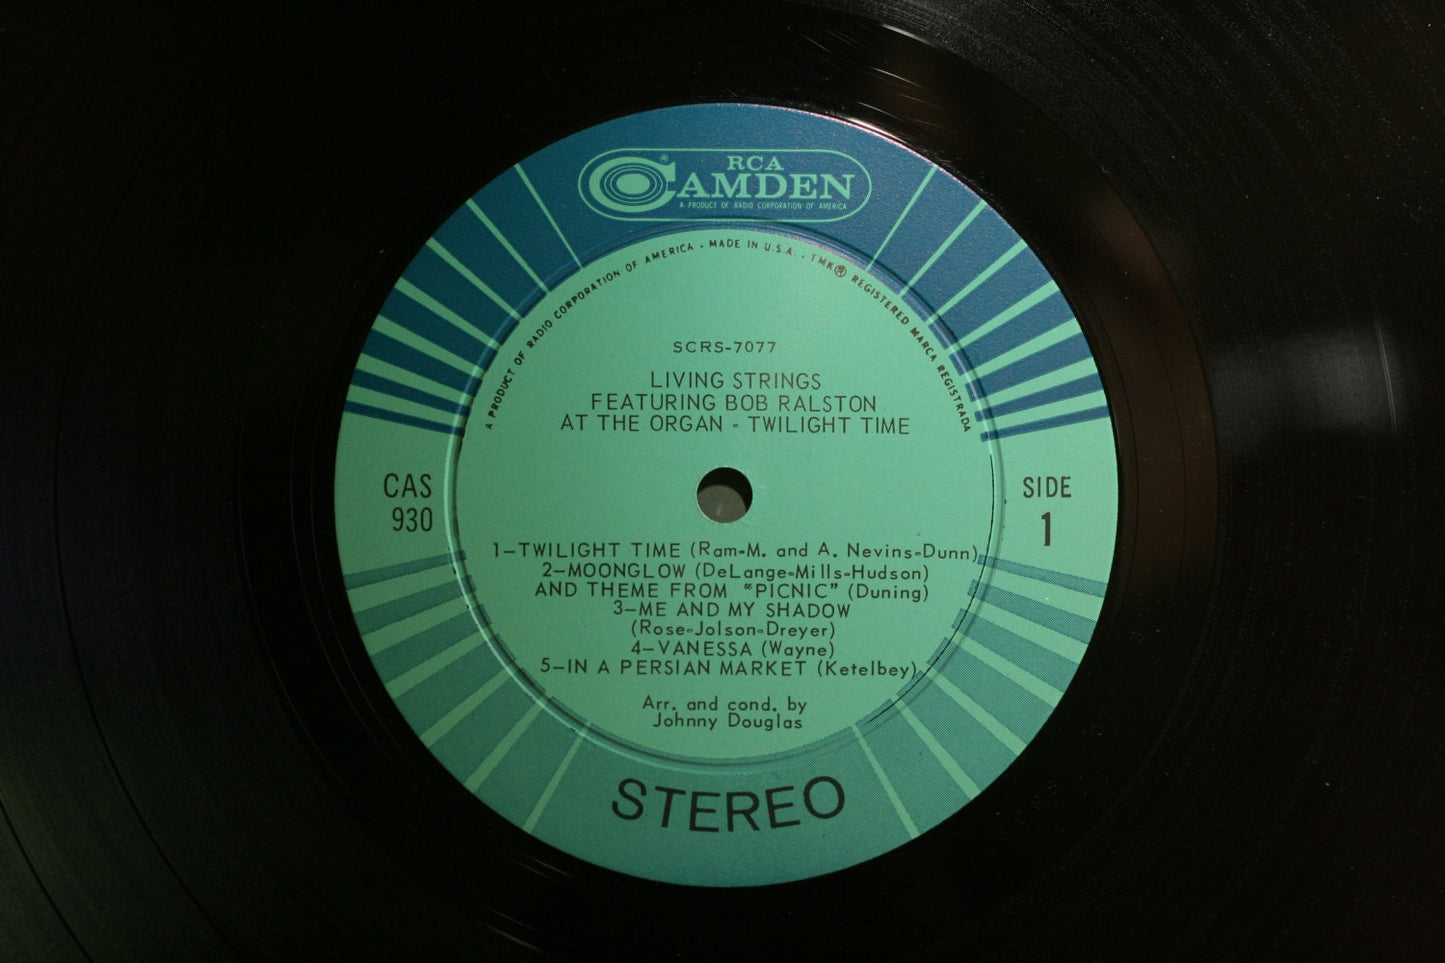 RCA
CAMDEN
®
A PRODUCT OF RADIO CORPORATION OF AMERICA
A PRODUCT OF RADIO CORPORATION OF AMERICA - MADE IN U.S.A. - TMK® REGISTERED MARCA REGISTRADA
SCRS-7077
LIVING STRINGS
FEATURING BOB RALSTON
AT THE ORGAN - TWILIGHT TIME
CAS
930
SIDE
1
1–TWILIGHT TIME (Ram-M. and A. Nevins-Dunn)
2–MOONGLOW (DeLange-Mills-Hudson)
AND THEME FROM "PICNIC" (Duning)
3–ME AND MY SHADOW
(Rose-Jolson-Dreyer)
4–VANESSA (Wayne)
5–IN A PERSIAN MARKET (Ketelbey)
Arr. and cond. by
Johnny Douglas
STEREO